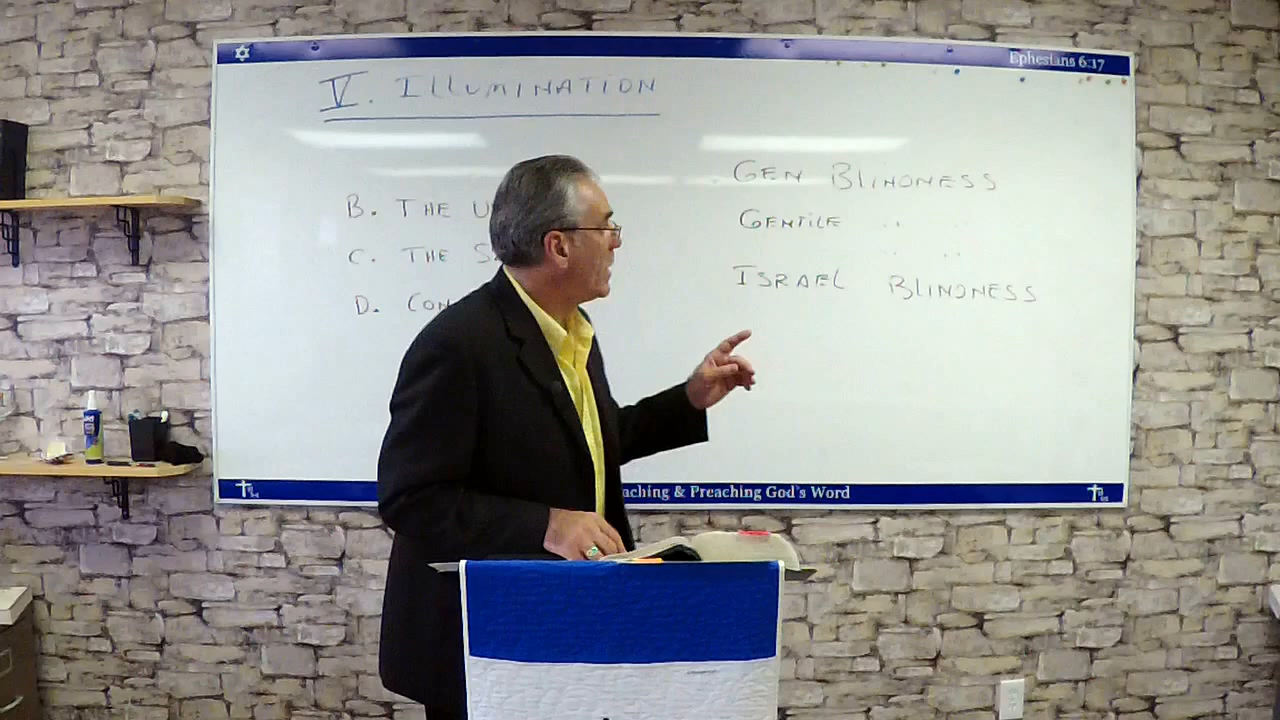 Ephesians 6:17
V. ILLUMINATION
B. THE U
C. THE S
D. CON
GEN BLINDNESS
GENTILE " "
" "
ISRAEL BLINDNESS
aching & Preaching God's Word